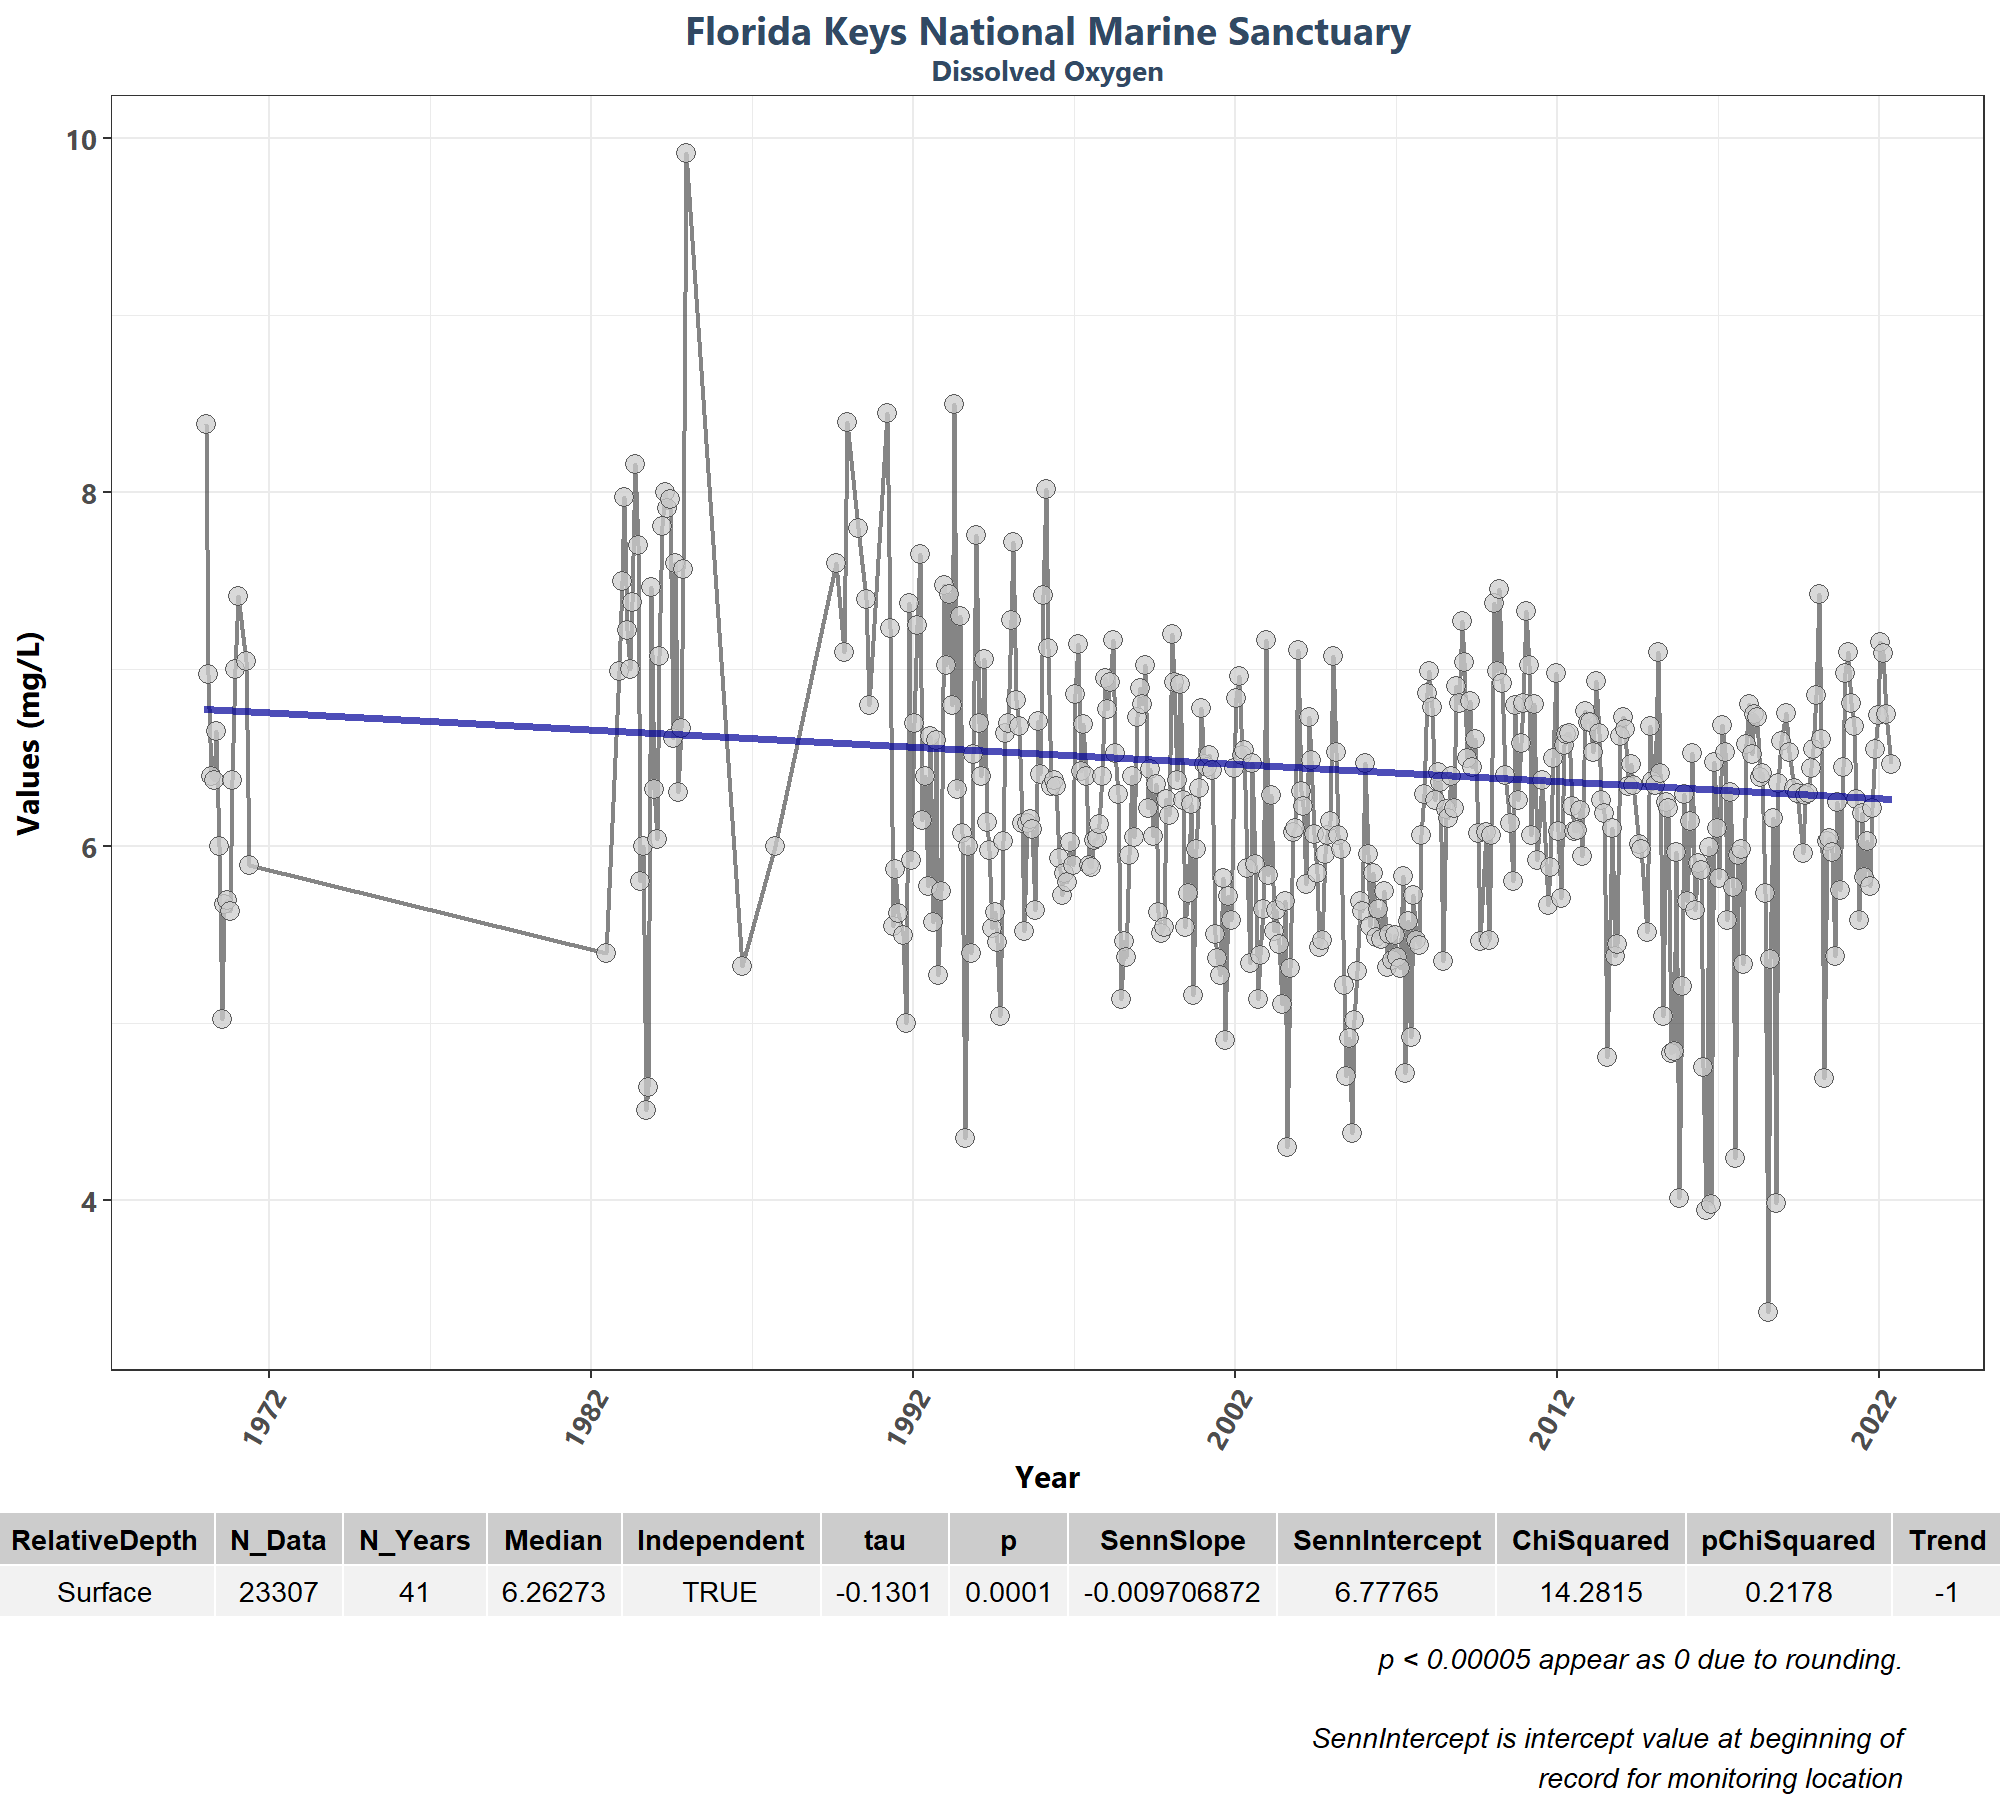 Florida Keys National Marine Sanctuary
Dissolved Oxygen
Values (mg/L)
10
8
6
4
1972 1982 1992 2002 2012 2022
Year
RelativeDepth N_Data N_Years Median Independent tau p SennSlope SennIntercept ChiSquared pChiSquared Trend
Surface 23307 41 6.26273 TRUE -0.1301 0.0001 -0.009706872 6.77765 14.2815 0.2178 -1
p < 0.00005 appear as 0 due to rounding.
SennIntercept is intercept value at beginning of
record for monitoring location